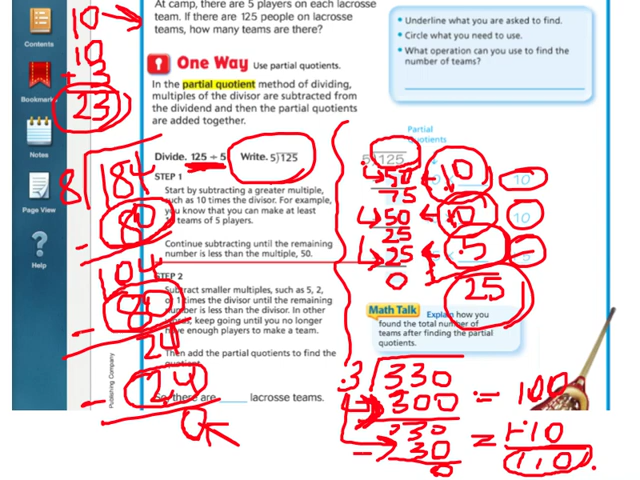 Contents
Bookmarks
Notes
Page View
Help
At camp, there are 5 players on each lacrosse
team. If there are 125 people on lacrosse
teams, how many teams are there?
• Underline what you are asked to find.
• Circle what you need to use.
• What operation can you use to find the
number of teams?
One Way Use partial quotients.
In the partial quotient method of dividing,
multiples of the divisor are subtracted from
the dividend and then the partial quotients
are added together.
Divide. 125 ÷ 5 Write. 5)125
STEP 1
Start by subtracting a greater multiple,
such as 10 times the divisor. For example,
you know that you can make at least
teams of 5 players.
Continue subtracting until the remaining
number is less than the multiple, 50.
STEP 2
Subtract smaller multiples, such as 5, 2,
or 1 times the divisor until the remaining
number is less than the divisor. In other
words, keep going until you no longer
have enough players to make a team.
Then add the partial quotients to find the
quotient.
So, there are ____ lacrosse teams.
Partial
Quotients
5)125
50 10 10
75
50 10 10
25
25 5 5
0 25
Math Talk Explain how you
found the total number of
teams after finding the partial
quotients.
10
10
+ 3
23
8)184
- 80
104
- 80
24
- 24
0
3)330
300 = 100
30
- 30 = +10
0 110
Publishing Company